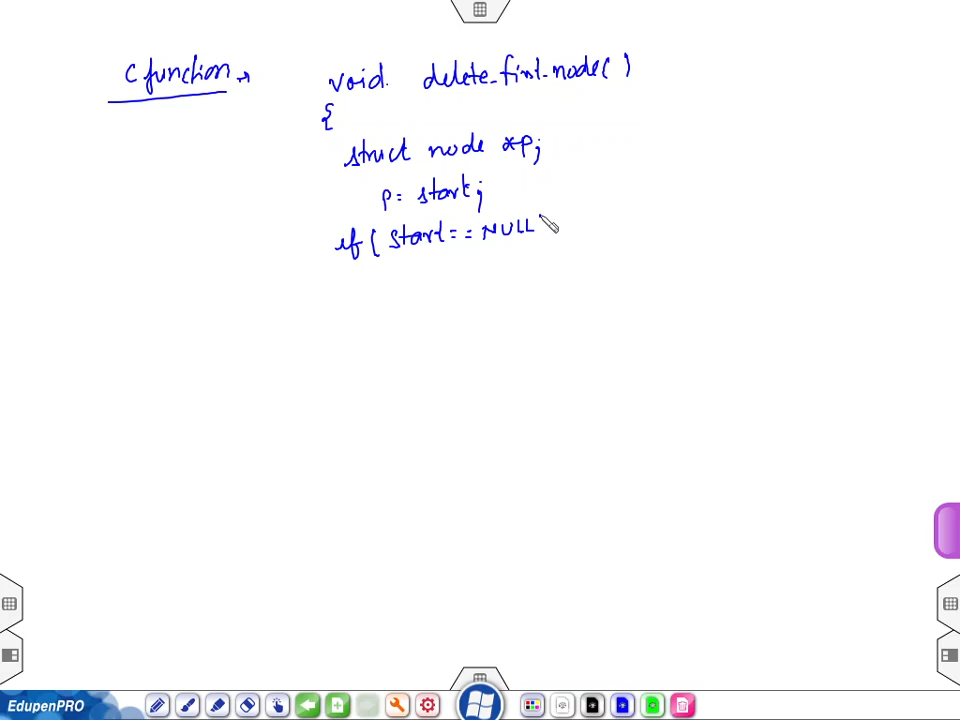 C function →
void. delete_first_node( )
{
struct node *p;
p = start;
if ( start == NULL
EdupenPRO